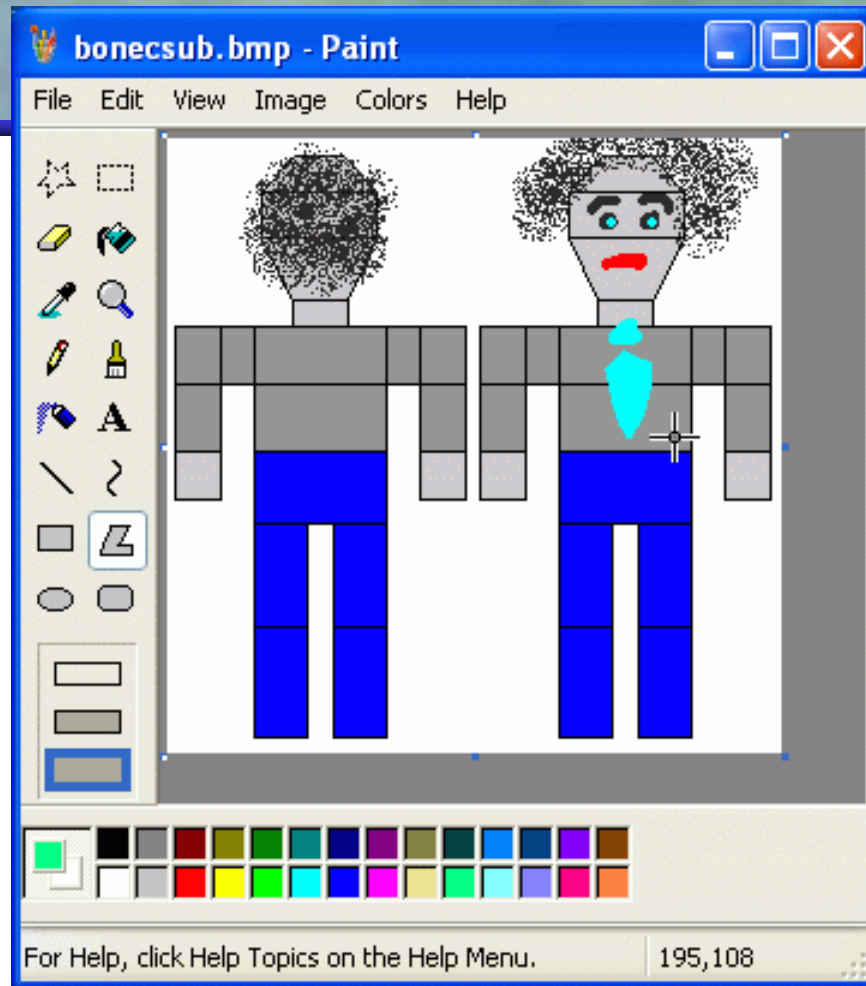 bonecsub.bmp - Paint
File Edit View Image Colors Help
A
For Help, click Help Topics on the Help Menu. 195,108